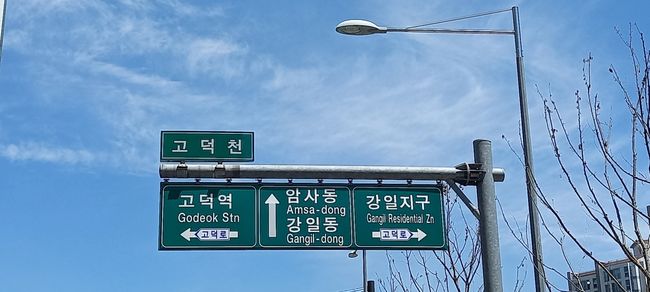 고덕천
고덕역
Godeok Stn
고덕로
암사동
Amsa-dong
강일동
Gangil-dong
강일지구
Gangil Residential Zn
고덕로